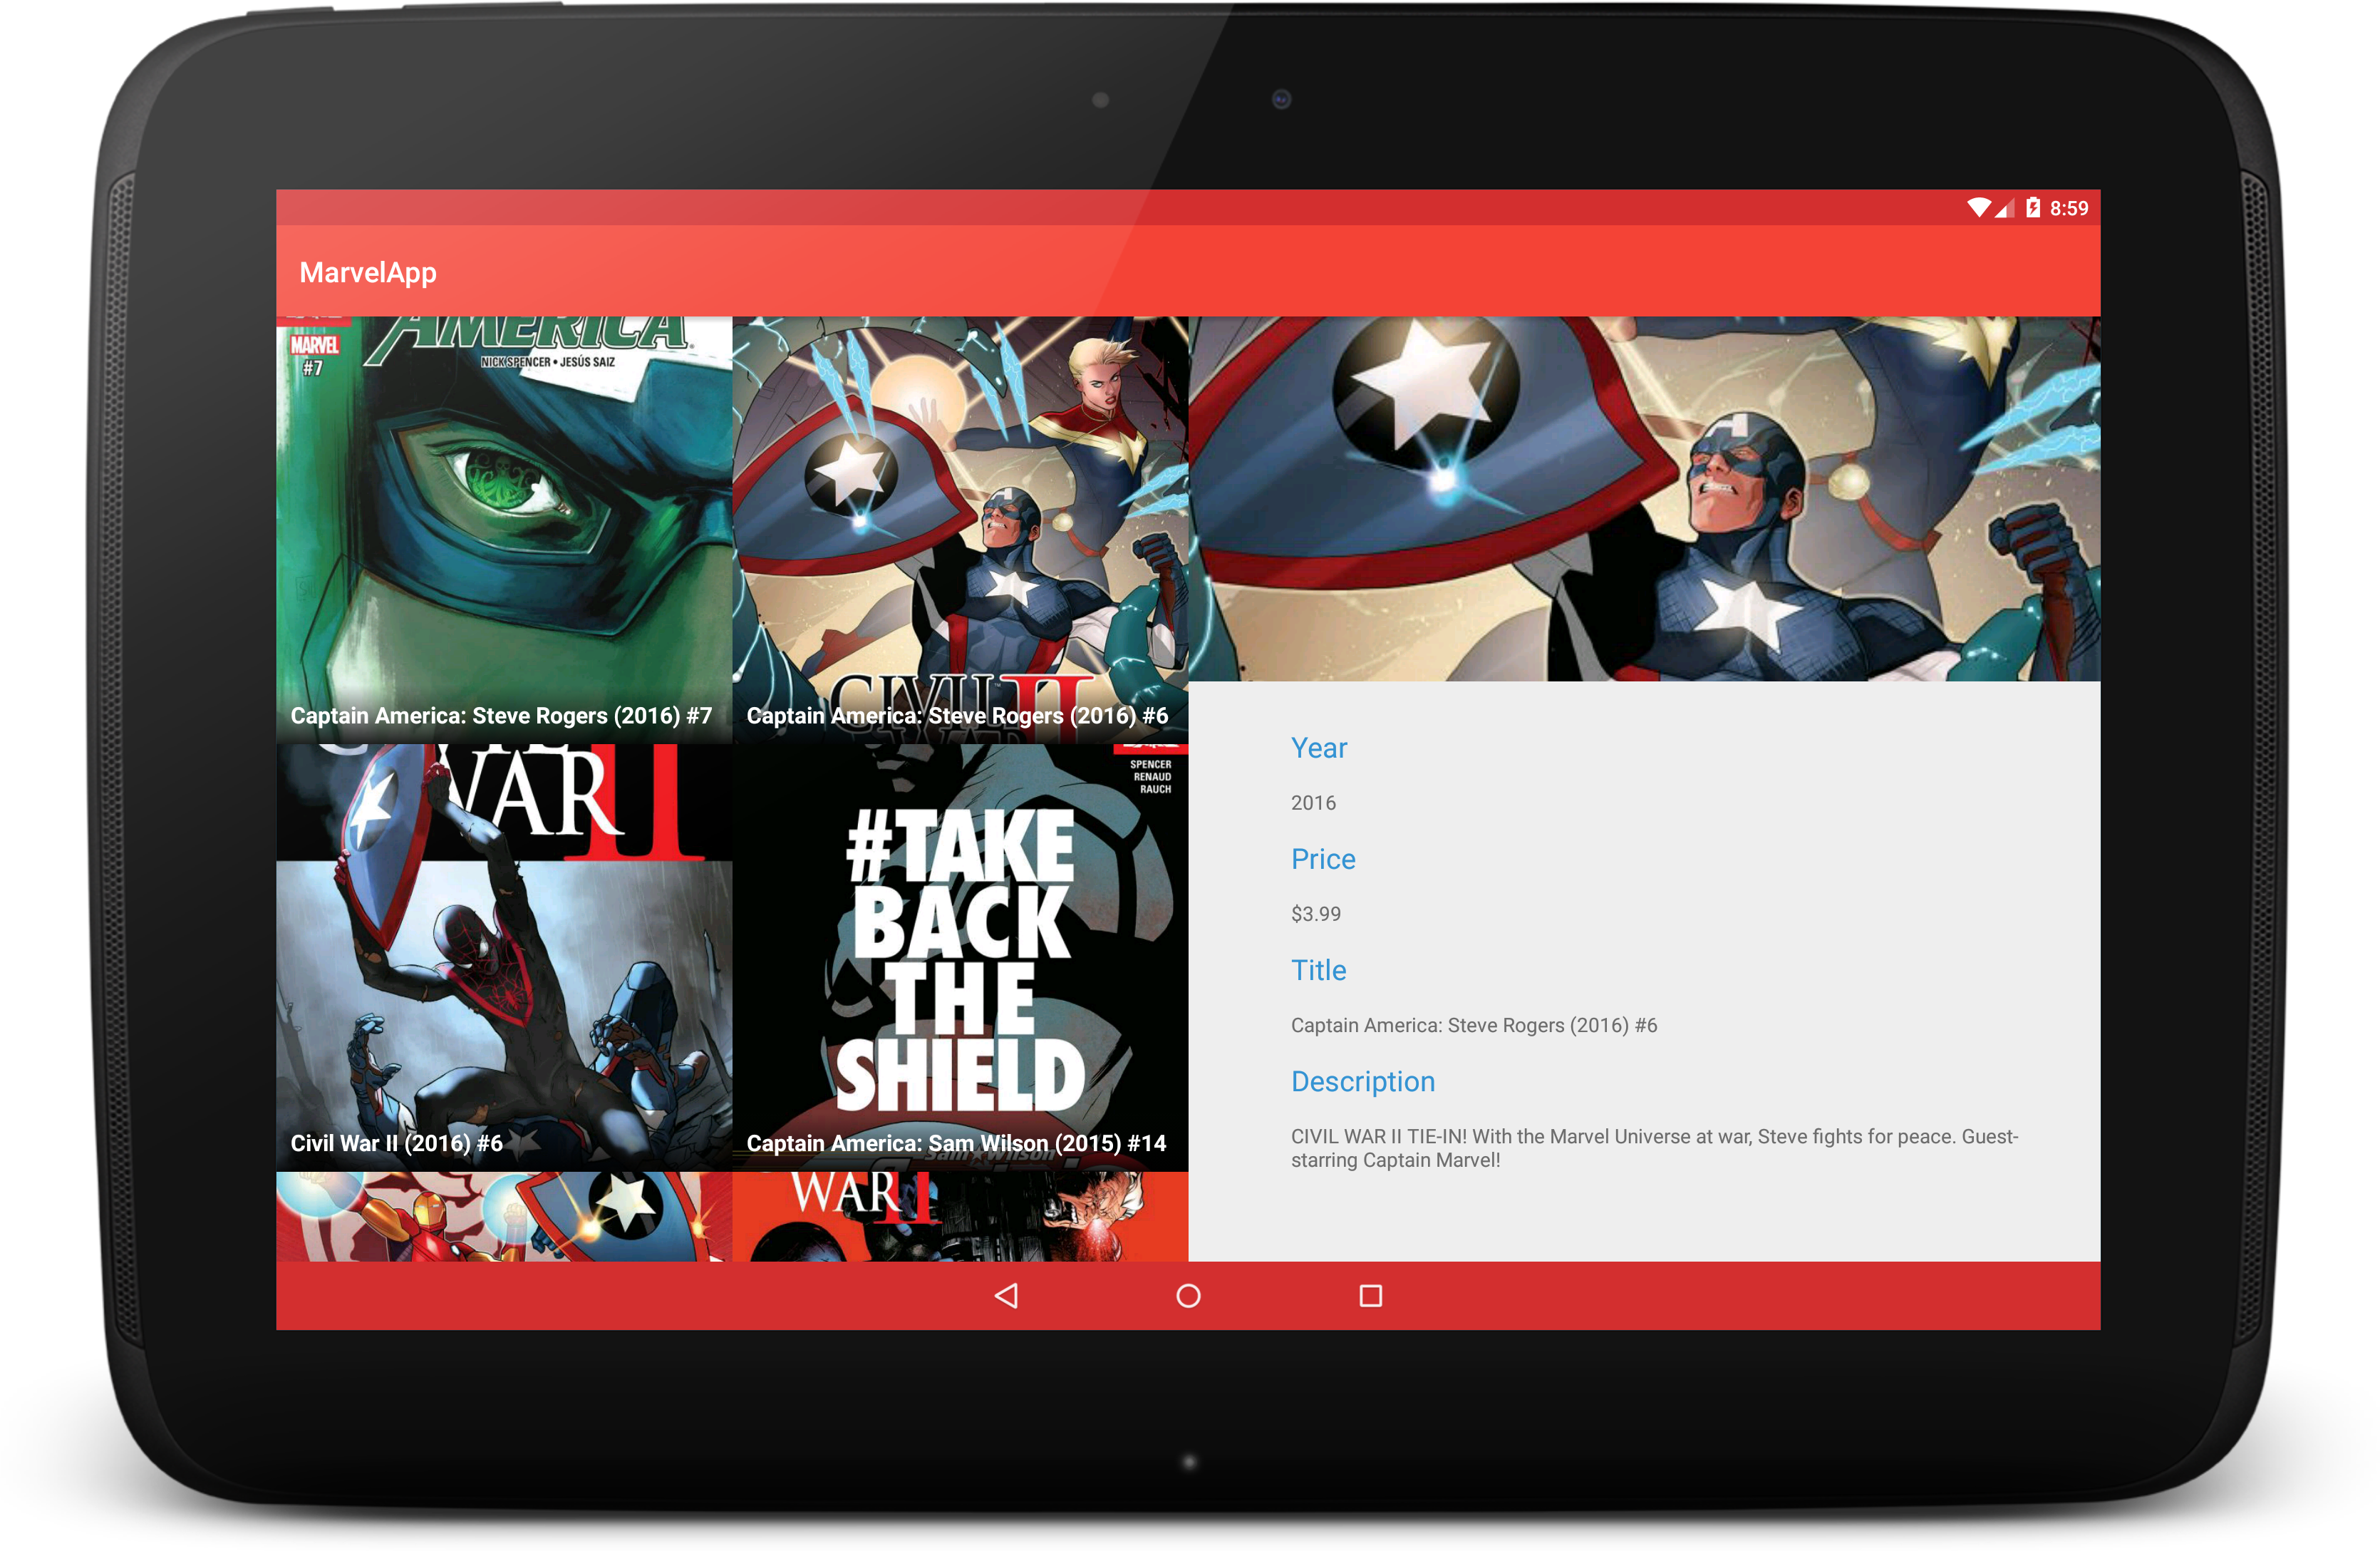 8:59
MarvelApp
AMERICA
MARVEL
#7
NICK SPENCER • JESÚS SAIZ
Captain America: Steve Rogers (2016) #7
CIVIL II
Captain America: Steve Rogers (2016) #6
WAR II
Civil War II (2016) #6
SPENCER
RENAUD
RAUCH
#TAKE
BACK
THE
SHIELD
Captain America: Sam Wilson (2015) #14
Sam Wilson
WAR II
Year
2016
Price
$3.99
Title
Captain America: Steve Rogers (2016) #6
Description
CIVIL WAR II TIE-IN! With the Marvel Universe at war, Steve fights for peace. Guest-
starring Captain Marvel!